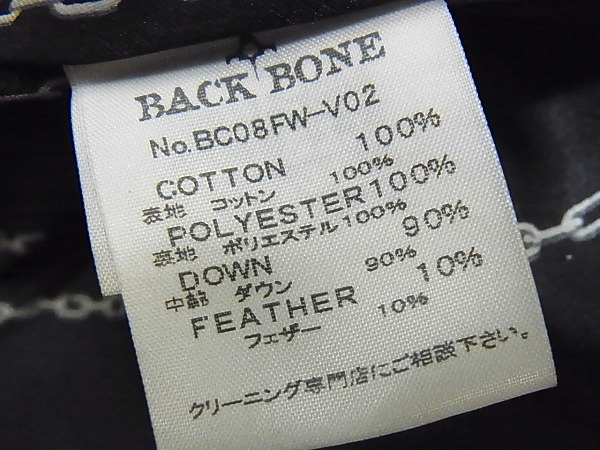 BACK BONE
No.BC08FW-V02
COTTON 100%
表地 コットン 100%
POLYESTER 100%
裏地 ポリエステル 100%
DOWN 90%
中綿 ダウン 90%
FEATHER 10%
フェザー 10%
クリーニング専門店にご相談下さい。